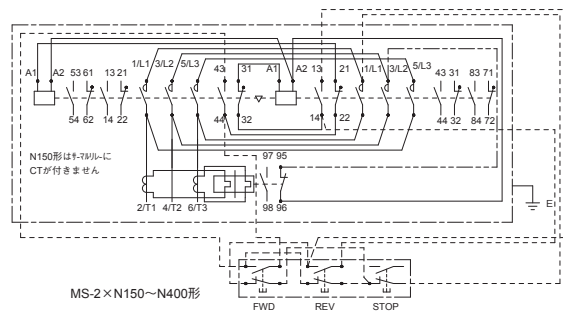 A1 A2 53 61 13 21 1/L1 3/L2 5/L3 43 31 A1 A2 13 21 1/L1 3/L2 5/L3 43 31 83 71
54 62 14 22 44 32 14 22 44 32 84 72
N150形はｻｰﾏﾙﾘﾚｰに
CTが付きません
97 95
2/T1 4/T2 6/T3 98 96
E
MS-2×N150～N400形
FWD REV STOP